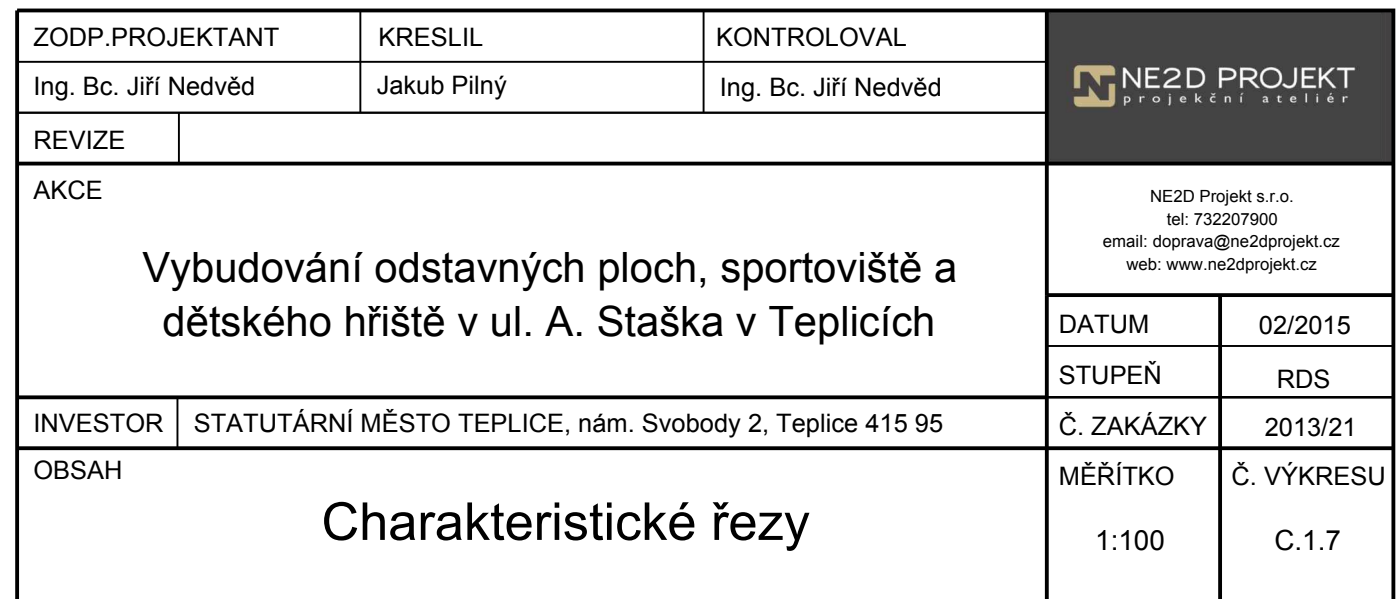 ZODP.PROJEKTANT KRESLIL KONTROLOVAL
Ing. Bc. Jiří Nedvěd Jakub Pilný Ing. Bc. Jiří Nedvěd
NE2D PROJEKT
projekční ateliér
REVIZE
AKCE
Vybudování odstavných ploch, sportoviště a
dětského hřiště v ul. A. Staška v Teplicích
NE2D Projekt s.r.o.
tel: 732207900
email: doprava@ne2dprojekt.cz
web: www.ne2dprojekt.cz
DATUM 02/2015
STUPEŇ RDS
INVESTOR STATUTÁRNÍ MĚSTO TEPLICE, nám. Svobody 2, Teplice 415 95
Č. ZAKÁZKY 2013/21
OBSAH
Charakteristické řezy
MĚŘÍTKO Č. VÝKRESU
1:100 C.1.7